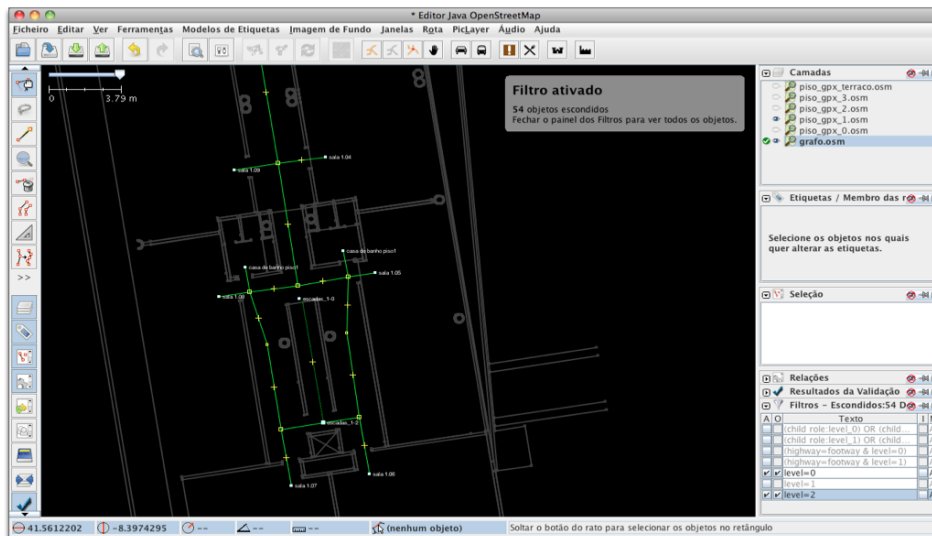 * Editor Java OpenStreetMap
Ficheiro Editar Ver Ferramentas Modelos de Etiquetas Imagem de Fundo Janelas Rota PicLayer Áudio Ajuda
0 3.79 m
Filtro ativado
54 objetos escondidos
Fechar o painel dos Filtros para ver todos os objetos.
sala 1.04
sala 1.09
casa de banho piso1
casa de banho piso1
sala 1.05
sala 1.08
escadas_1-0
escadas_1-2
sala 1.06
sala 1.07
>>
Camadas
piso_gpx_terraco.osm
piso_gpx_3.osm
piso_gpx_2.osm
piso_gpx_1.osm
piso_gpx_0.osm
grafo.osm
Etiquetas / Membro das r
Selecione os objetos nos quais
quer alterar as etiquetas.
Seleção
Relações
Resultados da Validação
Filtros - Escondidos:54 D
A O Texto I
(child role:level_0) OR (child...
(child role:level_1) OR (child...
(highway=footway & level=0)
(highway=footway & level=1)
level=0
level=1
level=2
41.5612202 -8.3974295 -- -- -- (nenhum objeto) Soltar o botão do rato para selecionar os objetos no retângulo